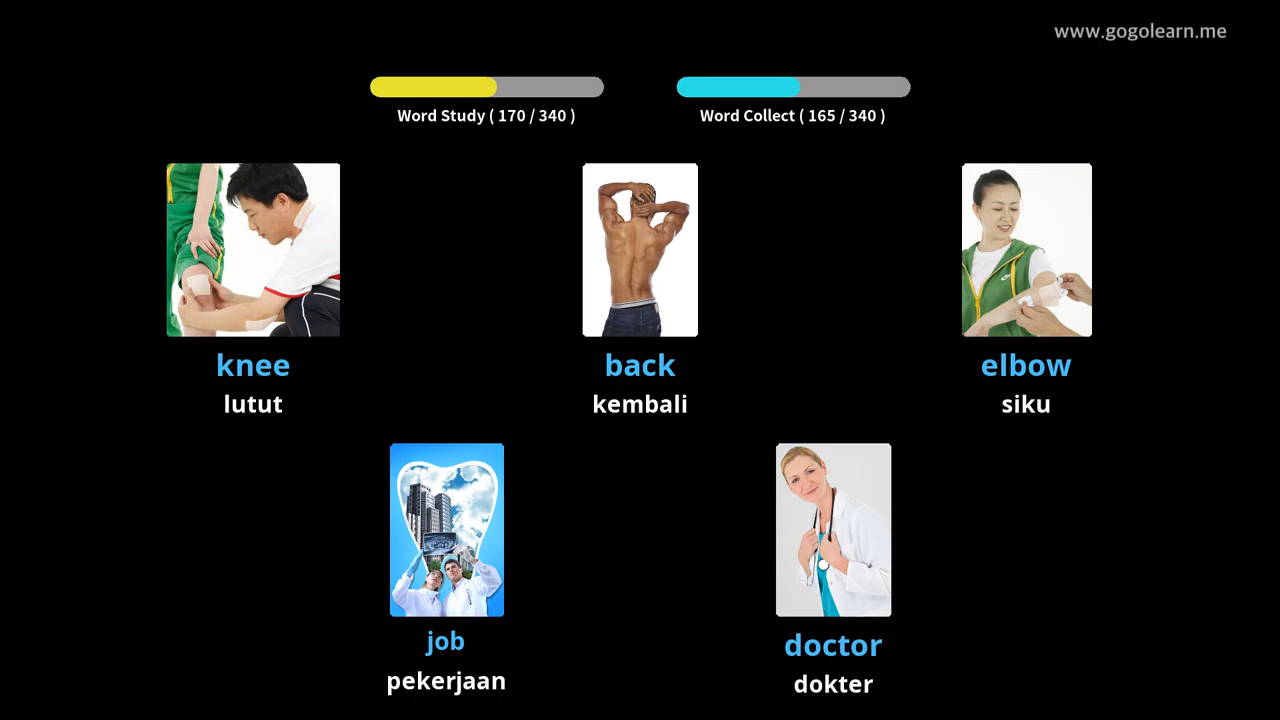 www.gogolearn.me
Word Study ( 170 / 340 )
Word Collect ( 165 / 340 )
knee
back
elbow
lutut
kembali
siku
job
doctor
pekerjaan
dokter